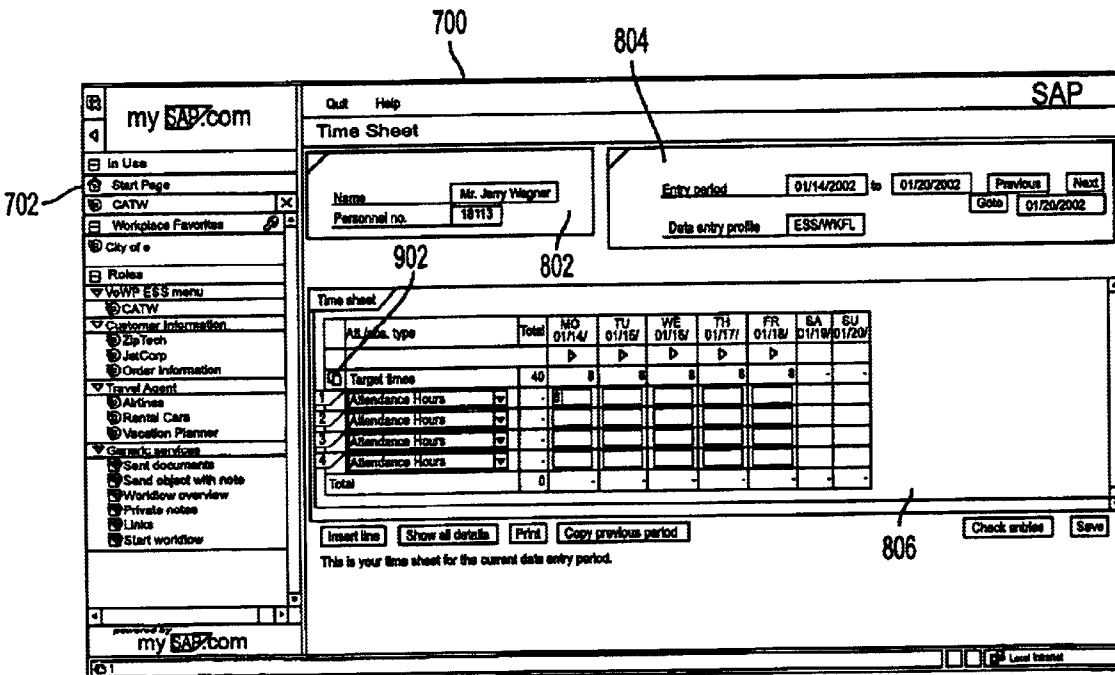 700
804
my SAP.com
Quit Help
SAP
Time Sheet
In Use
702
Start Page
CATW
Workplace Favorites
City of e
Roles
VoWP ESS menu
CATW
Customer Information
ZipTech
JatCorp
Order Information
Travel Agent
Airlines
Rental Cars
Vacation Planner
Generic services
Sent documents
Send object with note
Workflow overview
Private notes
Links
Start workflow
powered by
my SAP.com
1
Name Mr. Jerry Wagner
Personnel no. 18113
802
Entry period 01/14/2002 to 01/20/2002 Previous Next
Goto 01/20/2002
Data entry profile ESS/WKFL
902
Time sheet
Att./abs. type Total MO 01/14/ TU 01/15/ WE 01/16/ TH 01/17/ FR 01/18/ SA 01/19/ SU 01/20/
Target times 40 8 8 8 8 8 - -
1 Attendance Hours - 8
2 Attendance Hours -
3 Attendance Hours -
4 Attendance Hours -
Total 0 - - - - - - -
806
Insert line Show all details Print Copy previous period Check entries Save
This is your time sheet for the current data entry period.
Local intranet